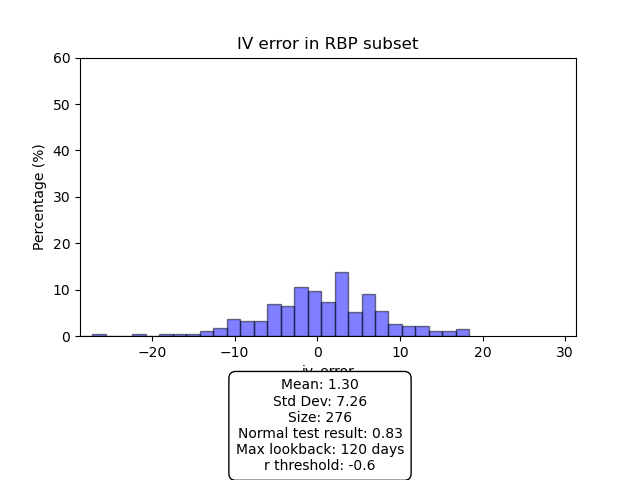 IV error in RBP subset
60
50
40
30
20
10
0
Percentage (%)
−20 −10 0 10 20 30
iv_error
Mean: 1.30
Std Dev: 7.26
Size: 276
Normal test result: 0.83
Max lookback: 120 days
r threshold: -0.6